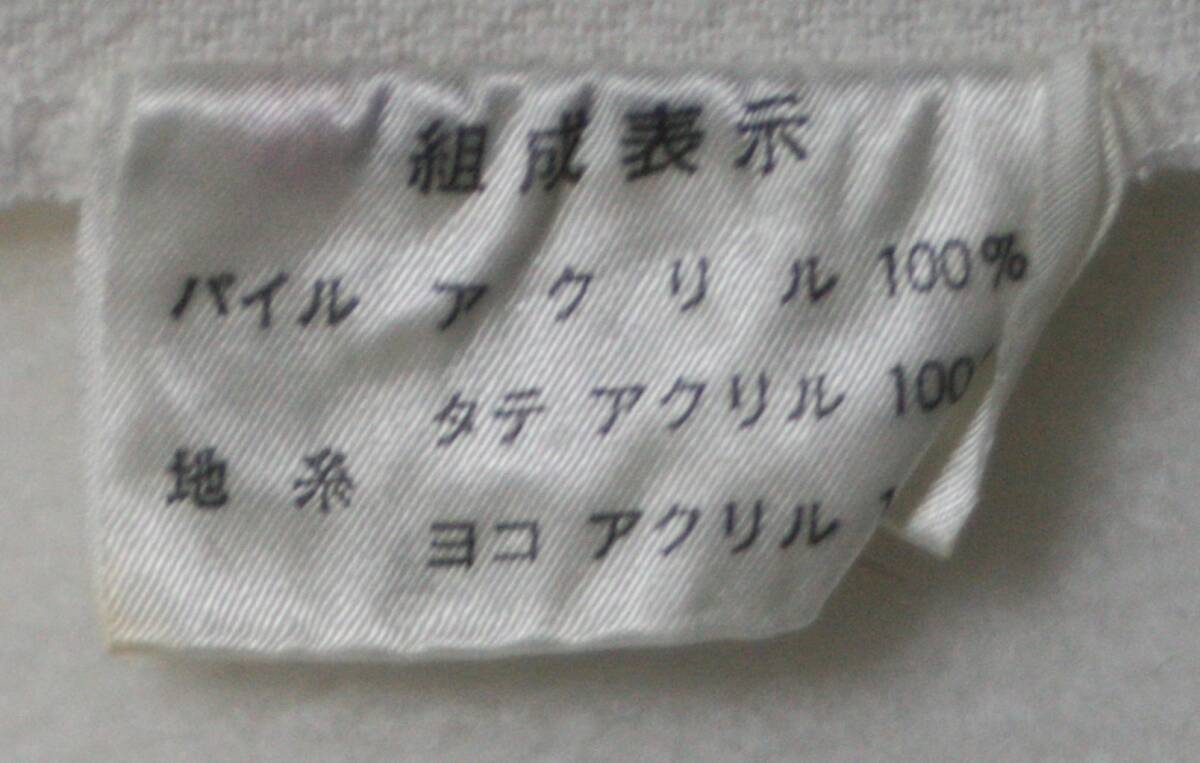 組成表示
パイル アクリル 100%
タテ アクリル 100
地糸
ヨコ アクリル